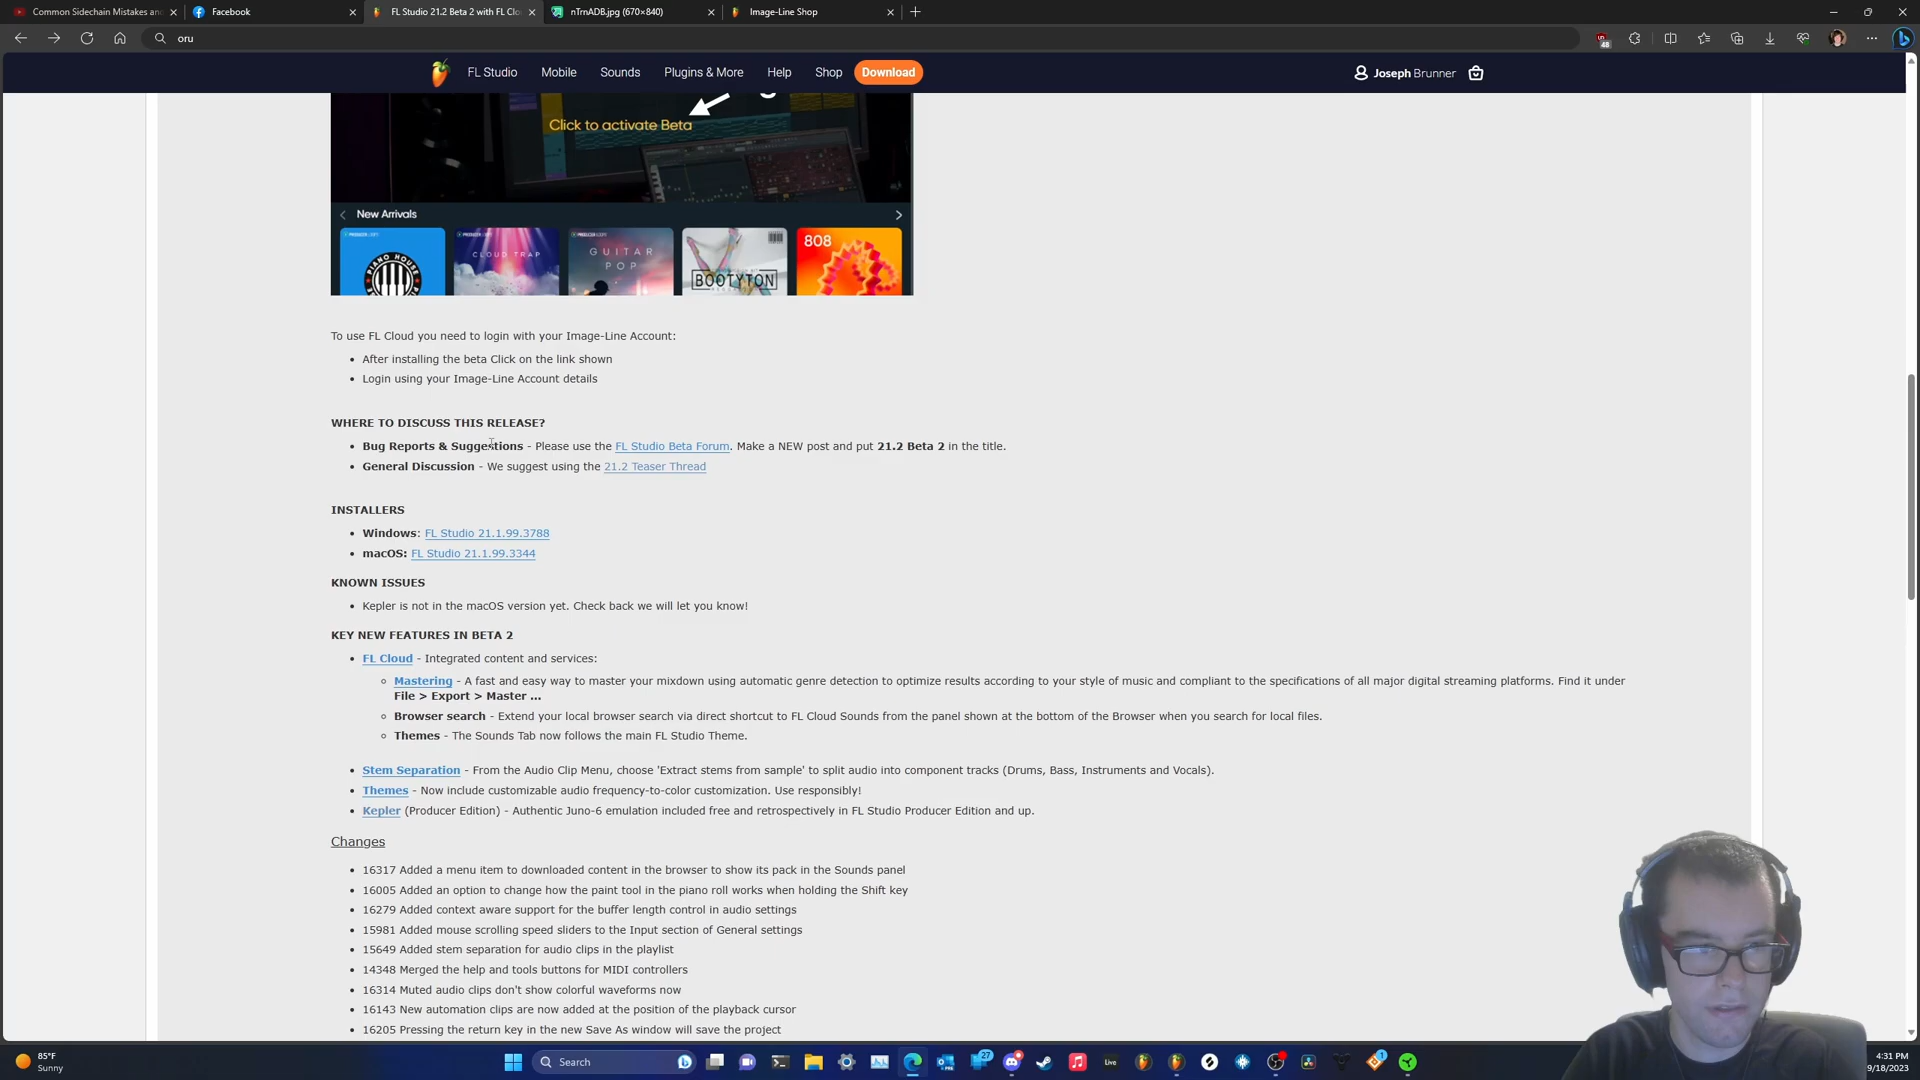 Common Sidechain Mistakes an
Facebook
FL Studio 21.2 Beta 2 with FL Clo
nTrnADB.jpg (670×840)
Image-Line Shop
oru
48
FL Studio
Mobile
Sounds
Plugins & More
Help
Shop
Download
Joseph Brunner
Click to activate Beta
New Arrivals
PIANO HOUSE
CLOUD TRAP
GUITAR POP
BOOTYTON
808
To use FL Cloud you need to login with your Image-Line Account:
• After installing the beta Click on the link shown
• Login using your Image-Line Account details
WHERE TO DISCUSS THIS RELEASE?
• Bug Reports & Suggestions - Please use the FL Studio Beta Forum. Make a NEW post and put 21.2 Beta 2 in the title.
• General Discussion - We suggest using the 21.2 Teaser Thread
INSTALLERS
• Windows: FL Studio 21.1.99.3788
• macOS: FL Studio 21.1.99.3344
KNOWN ISSUES
• Kepler is not in the macOS version yet. Check back we will let you know!
KEY NEW FEATURES IN BETA 2
• FL Cloud - Integrated content and services:
Mastering - A fast and easy way to master your mixdown using automatic genre detection to optimize results according to your style of music and compliant to the specifications of all major digital streaming platforms. Find it under
File > Export > Master ...
Browser search - Extend your local browser search via direct shortcut to FL Cloud Sounds from the panel shown at the bottom of the Browser when you search for local files.
Themes - The Sounds Tab now follows the main FL Studio Theme.
• Stem Separation - From the Audio Clip Menu, choose 'Extract stems from sample' to split audio into component tracks (Drums, Bass, Instruments and Vocals).
• Themes - Now include customizable audio frequency-to-color customization. Use responsibly!
• Kepler (Producer Edition) - Authentic Juno-6 emulation included free and retrospectively in FL Studio Producer Edition and up.
Changes
• 16317 Added a menu item to downloaded content in the browser to show its pack in the Sounds panel
• 16005 Added an option to change how the paint tool in the piano roll works when holding the Shift key
• 16279 Added context aware support for the buffer length control in audio settings
• 15981 Added mouse scrolling speed sliders to the Input section of General settings
• 15649 Added stem separation for audio clips in the playlist
• 14348 Merged the help and tools buttons for MIDI controllers
• 16314 Muted audio clips don't show colorful waveforms now
• 16143 New automation clips are now added at the position of the playback cursor
• 16205 Pressing the return key in the new Save As window will save the project
85°F
Sunny
Search
27
Live
1
4:31 PM
9/18/2023